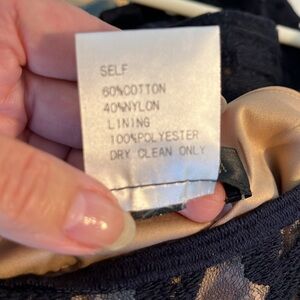 SELF
60%COTTON
40%NYLON
LINING
100%POLYESTER
DRY CLEAN ONLY